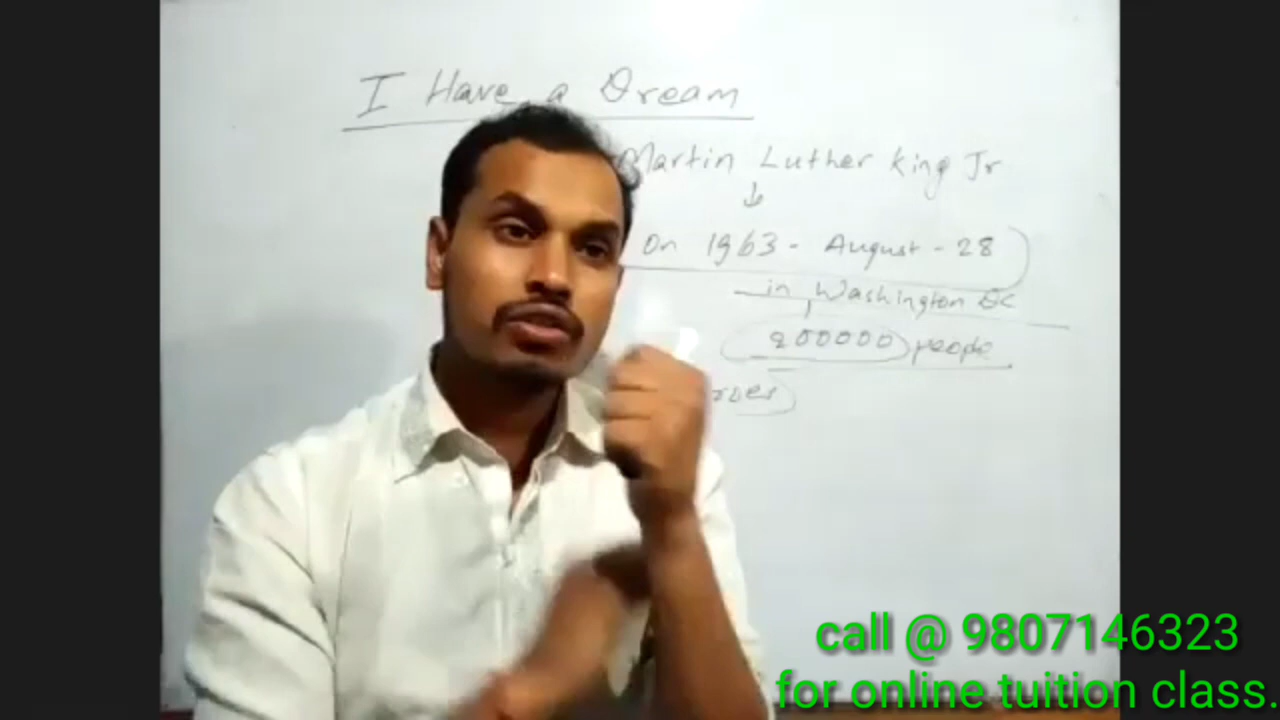 I Have a Dream
Martin Luther King Jr
On 1963 - August - 28
in Washington DC
200000 people
call @ 9807146323
for online tuition class.